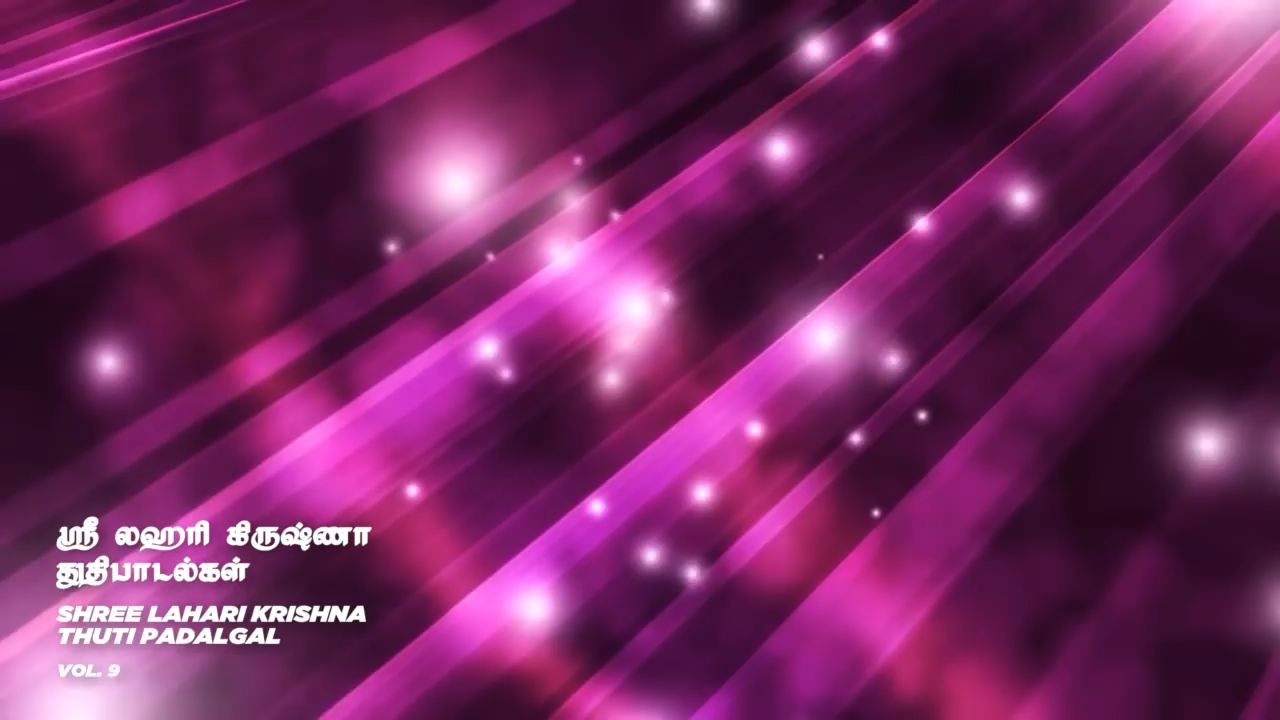 ஸ்ரீ லஹரி கிருஷ்ணா
துதிபாடல்கள்
SHREE LAHARI KRISHNA
THUTI PADALGAL
VOL. 9